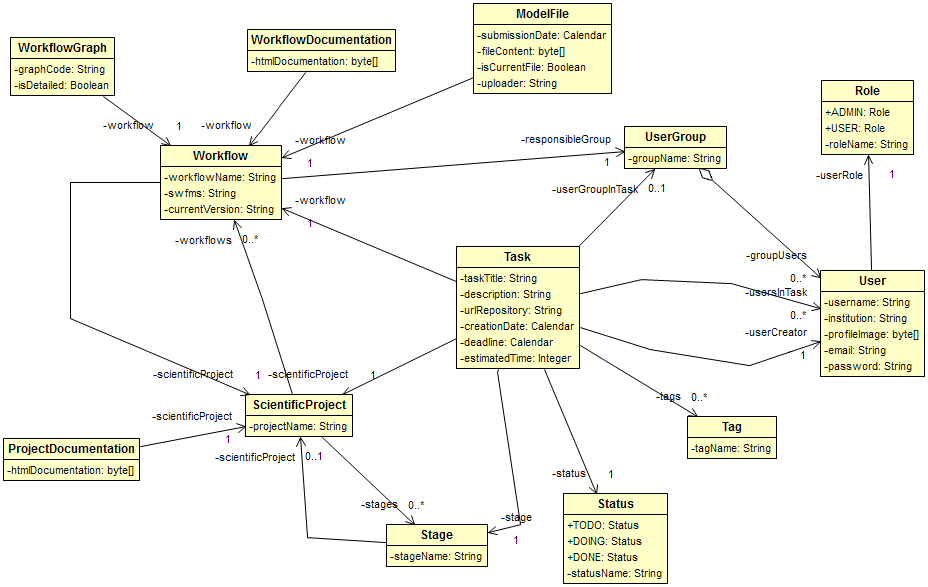 ModelFile
-submissionDate: Calendar
-fileContent: byte[]
-isCurrentFile: Boolean
-uploader: String
WorkflowDocumentation
-htmlDocumentation: byte[]
WorkflowGraph
-graphCode: String
-isDetailed: Boolean
Role
+ADMIN: Role
+USER: Role
-roleName: String
-workflow
1
-workflow
-workflow
1
-responsibleGroup
1
UserGroup
-groupName: String
Workflow
-workflowName: String
-swfms: String
-currentVersion: String
-userRole
1
-userGroupInTask
0..1
-workflow
1
-workflows
0..*
Task
-taskTitle: String
-description: String
-urlRepository: String
-creationDate: Calendar
-deadline: Calendar
-estimatedTime: Integer
-groupUsers
0..*
-usersInTask
0..*
-userCreator
1
User
-username: String
-institution: String
-profileImage: byte[]
-email: String
-password: String
-scientificProject
1
-scientificProject
1
ScientificProject
-projectName: String
-tags
0..*
Tag
-tagName: String
-scientificProject
1
ProjectDocumentation
-htmlDocumentation: byte[]
-scientificProject
0..1
-stages
0..*
-stage
1
-status
1
Stage
-stageName: String
Status
+TODO: Status
+DOING: Status
+DONE: Status
-statusName: String